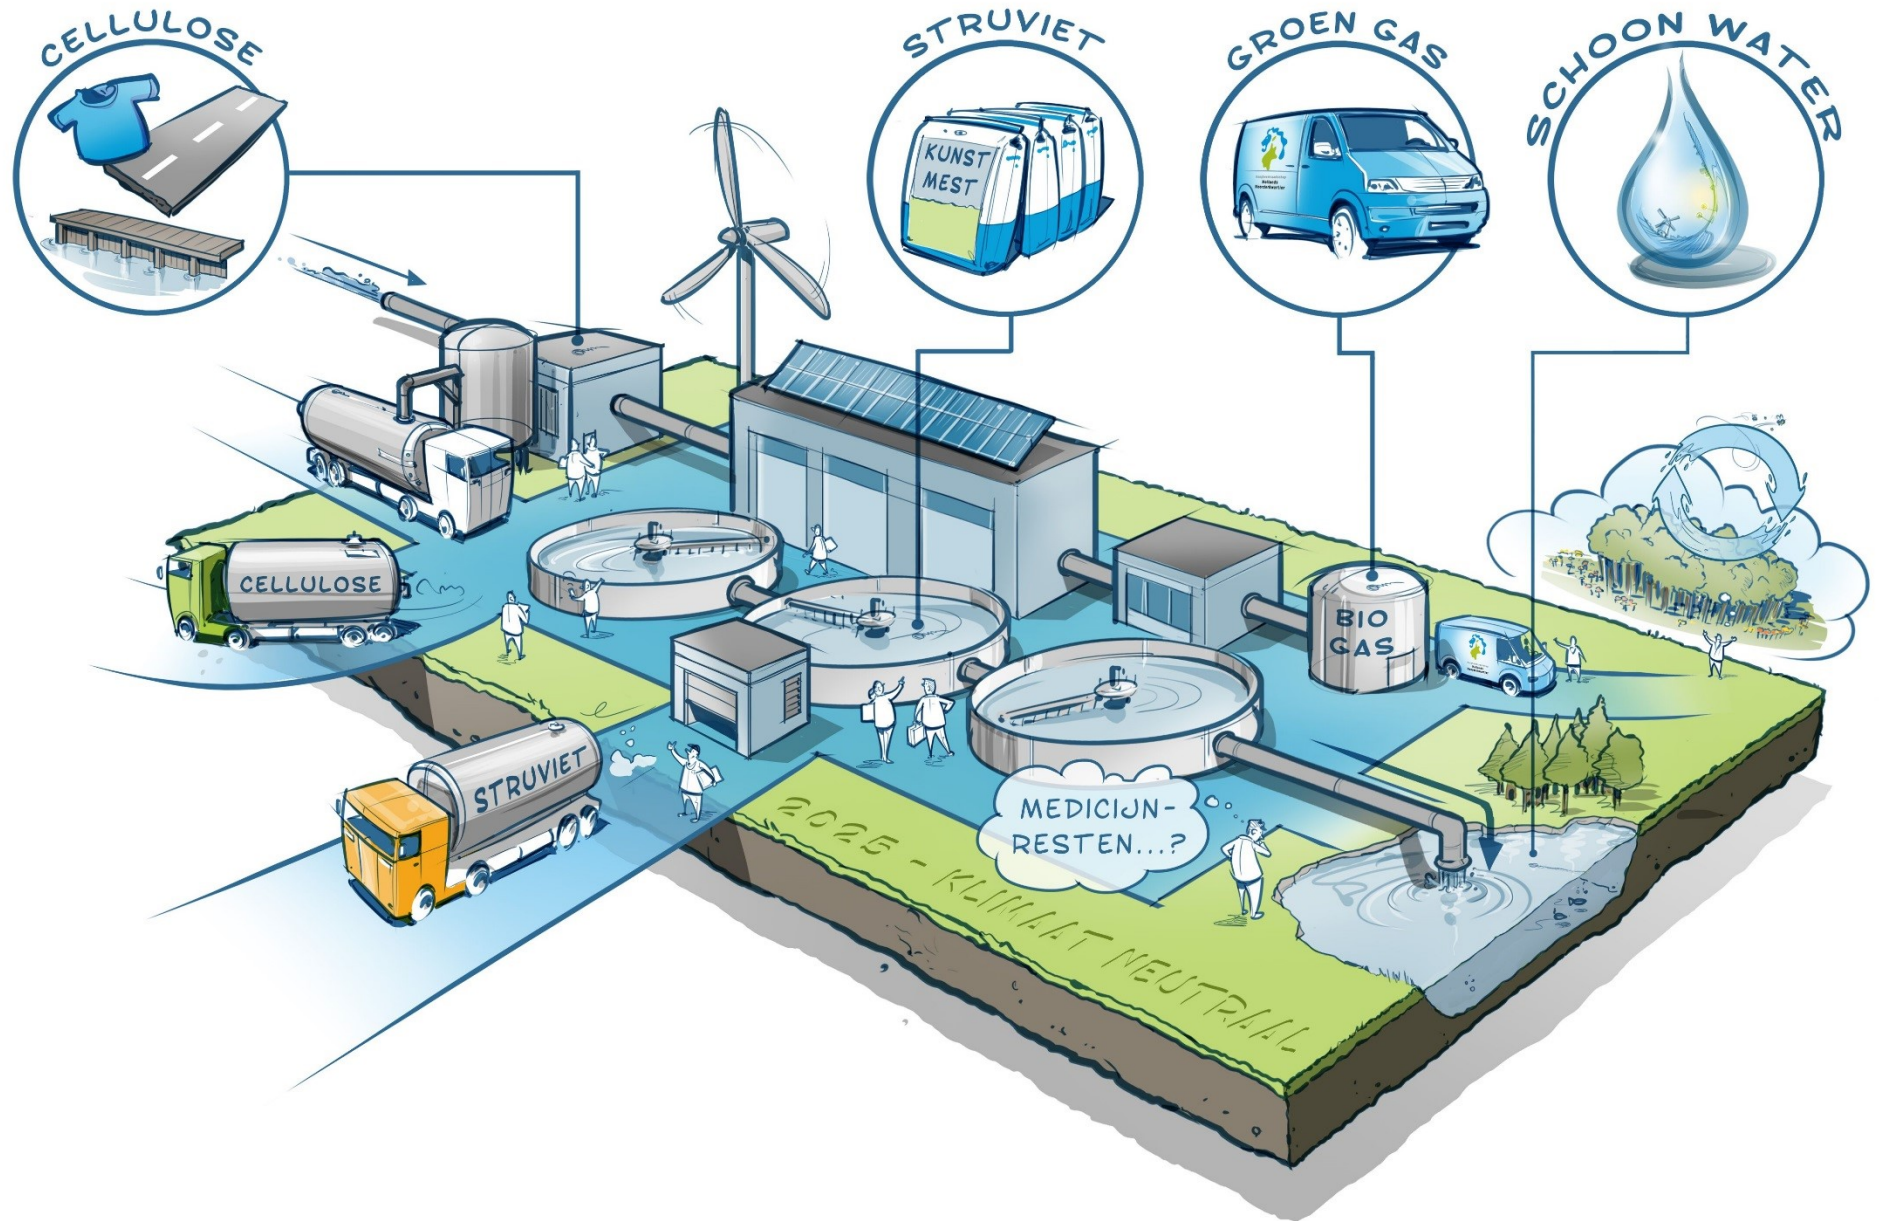 CELLULOSE
STRUVIET
GROEN GAS
SCHOON WATER
KUNST
MEST
CELLULOSE
BIO
GAS
STRUVIET
MEDICIJN-
RESTEN...?
2025 - KLIMAAT NEUTRAAL